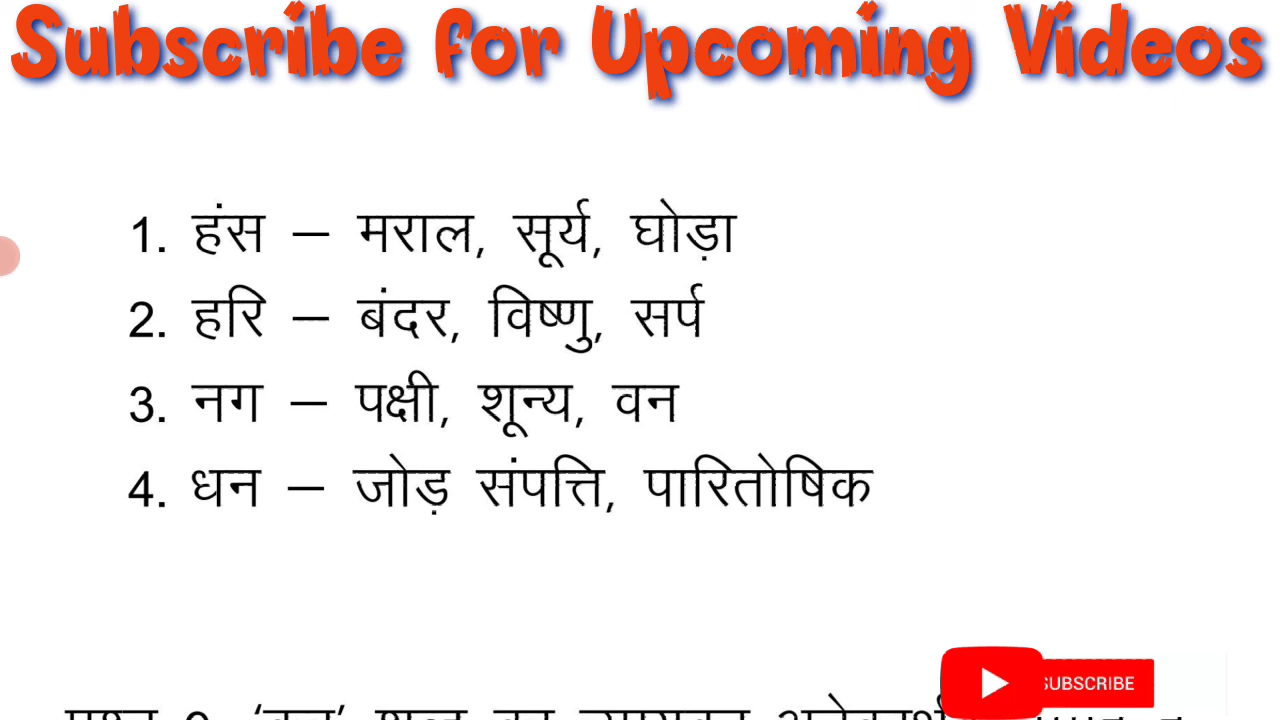 Subscribe for Upcoming Videos
1. हंस – मराल, सूर्य, घोड़ा
2. हरि – बंदर, विष्णु, सर्प
3. नग – पक्षी, शून्य, वन
4. धन – जोड़ संपत्ति, पारितोषिक
SUBSCRIBE